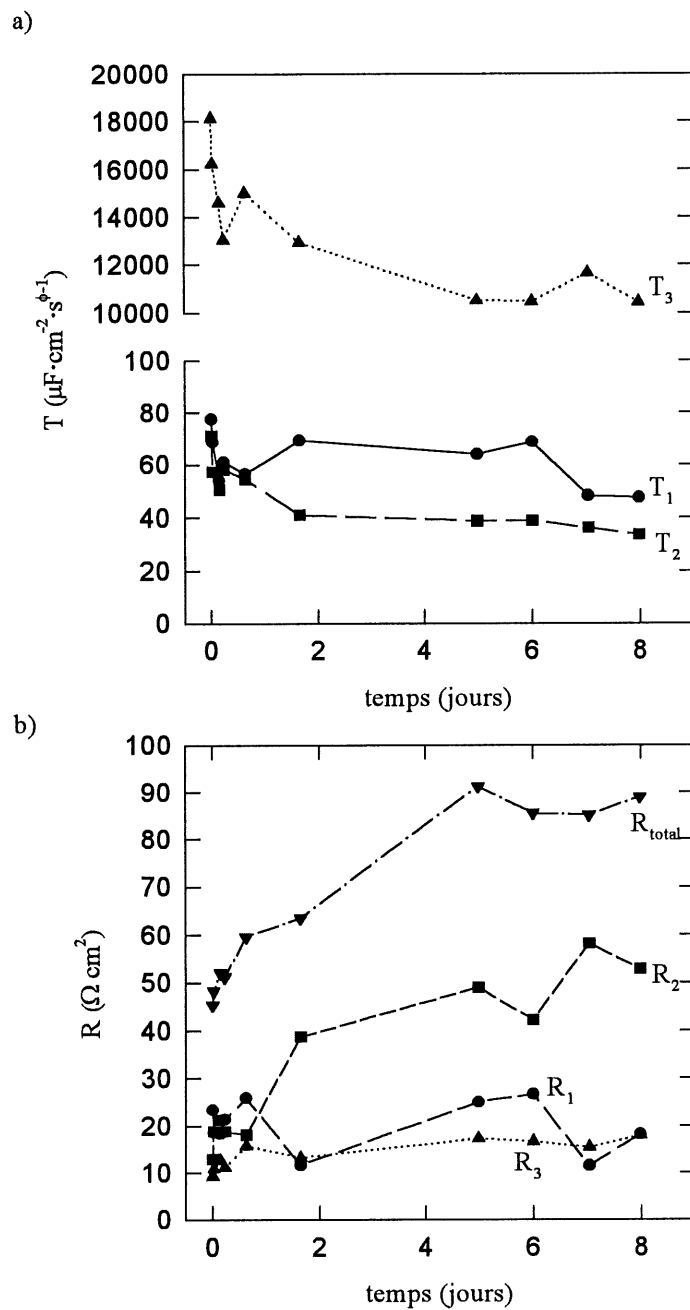 a)
20000
18000
16000
14000
12000
10000
100
80
60
40
20
0
T (µF·cm⁻²·s^ϕ⁻¹)
T₃
T₁
T₂
0 2 4 6 8
temps (jours)
b)
100
90
80
70
60
50
40
30
20
10
0
R (Ω cm²)
R_total
R₂
R₁
R₃
0 2 4 6 8
temps (jours)